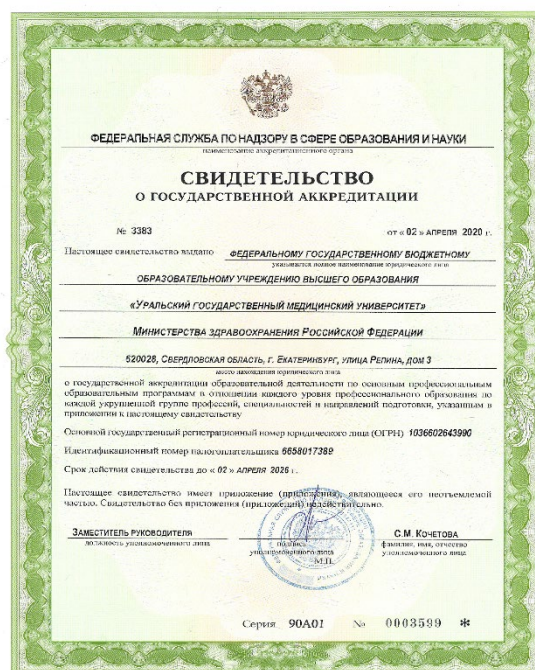 ФЕДЕРАЛЬНАЯ СЛУЖБА ПО НАДЗОРУ В СФЕРЕ ОБРАЗОВАНИЯ И НАУКИ
наименование аккредитационного органа
СВИДЕТЕЛЬСТВО
О ГОСУДАРСТВЕННОЙ АККРЕДИТАЦИИ
№ 3383 от « 02 » АПРЕЛЯ 2020 г.
Настоящее свидетельство выдано ФЕДЕРАЛЬНОМУ ГОСУДАРСТВЕННОМУ БЮДЖЕТНОМУ
указывается полное наименование юридического лица
ОБРАЗОВАТЕЛЬНОМУ УЧРЕЖДЕНИЮ ВЫСШЕГО ОБРАЗОВАНИЯ
«УРАЛЬСКИЙ ГОСУДАРСТВЕННЫЙ МЕДИЦИНСКИЙ УНИВЕРСИТЕТ»
МИНИСТЕРСТВА ЗДРАВООХРАНЕНИЯ РОССИЙСКОЙ ФЕДЕРАЦИИ
620028, СВЕРДЛОВСКАЯ ОБЛАСТЬ, Г. ЕКАТЕРИНБУРГ, УЛИЦА РЕПИНА, ДОМ 3
место нахождения юридического лица
о государственной аккредитации образовательной деятельности по основным профессиональным
образовательным программам в отношении каждого уровня профессионального образования по
каждой укрупненной группе профессий, специальностей и направлений подготовки, указанным в
приложении к настоящему свидетельству
Основной государственный регистрационный номер юридического лица (ОГРН) 1036602643990
Идентификационный номер налогоплательщика 6658017389
Срок действия свидетельства до « 02 » АПРЕЛЯ 2026 г.
Настоящее свидетельство имеет приложение (приложения), являющееся его неотъемлемой
частью. Свидетельство без приложения (приложений) недействительно.
ЗАМЕСТИТЕЛЬ РУКОВОДИТЕЛЯ С.М. КОЧЕТОВА
должность уполномоченного лица подпись уполномоченного лица фамилия, имя, отчество уполномоченного лица
М.П.
Серия 90А01 № 0003599 *